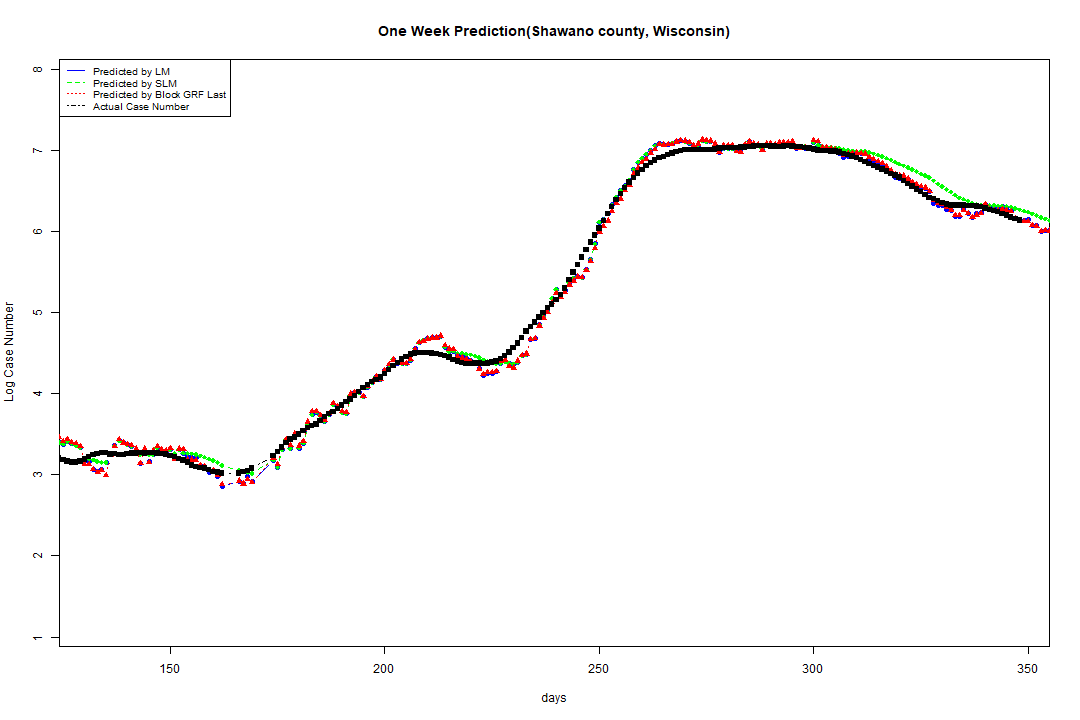 One Week Prediction(Shawano county, Wisconsin)
Predicted by LM
Predicted by SLM
Predicted by Block GRF Last
Actual Case Number
8
7
6
5
4
3
2
1
Log Case Number
150 200 250 300 350
days